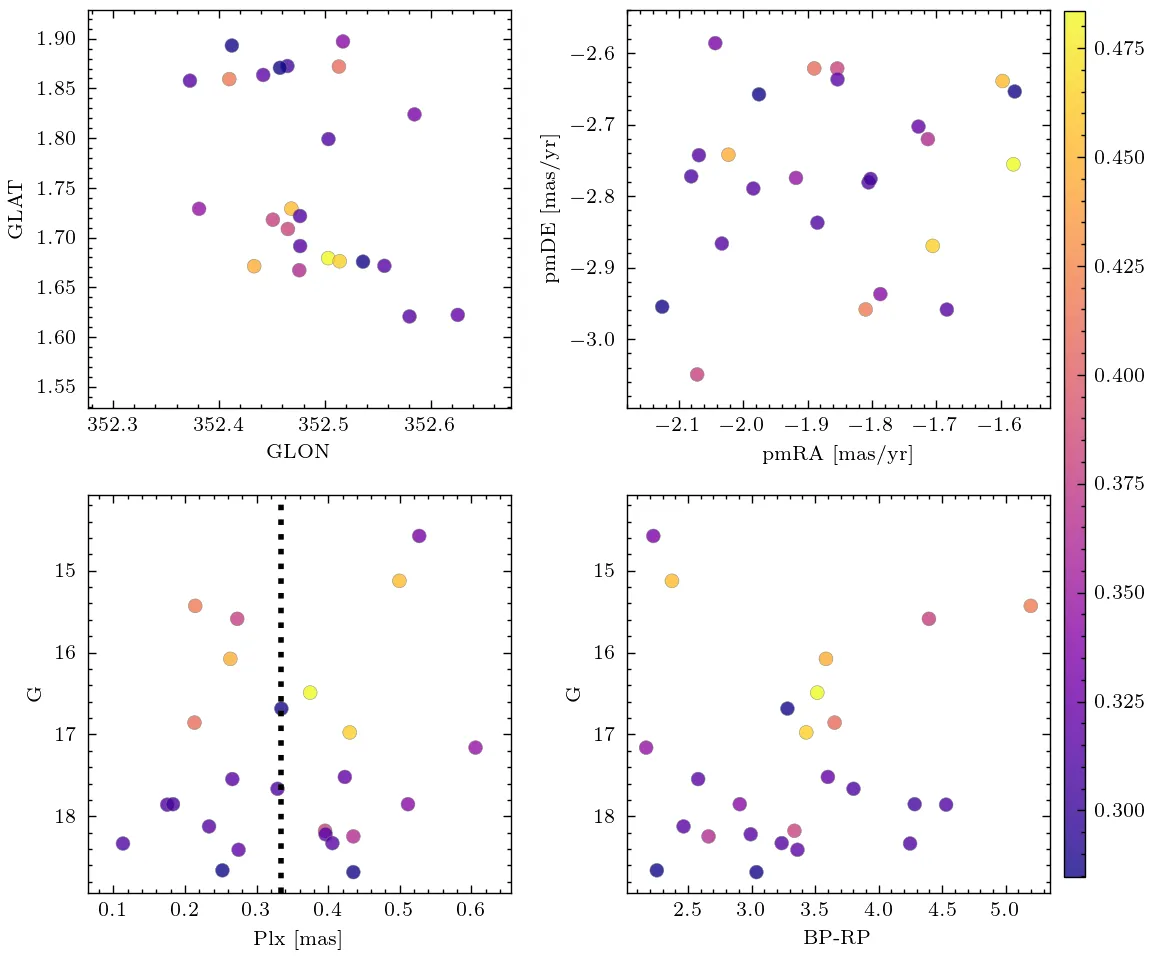 1.90
1.85
1.80
1.75
1.70
1.65
1.60
1.55
GLAT
352.3 352.4 352.5 352.6
GLON
−2.6
−2.7
−2.8
−2.9
−3.0
pmDE [mas/yr]
−2.1 −2.0 −1.9 −1.8 −1.7 −1.6
pmRA [mas/yr]
0.475
0.450
0.425
0.400
0.375
0.350
0.325
0.300
15
16
17
18
G
0.1 0.2 0.3 0.4 0.5 0.6
Plx [mas]
15
16
17
18
G
2.5 3.0 3.5 4.0 4.5 5.0
BP-RP